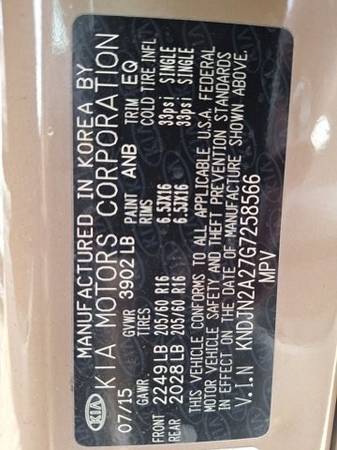 MANUFACTURED IN KOREA BY
KIA KIA MOTORS CORPORATION
07/15 GVWR 3902 LB PAINT ANB TRIM EQ
GAWR. TIRES RIMS COLD TIRE INFL
FRONT 2249 LB 205/60 R16 6.5JX16 33psi SINGLE
REAR 2028 LB 205/60 R16 6.5JX16 33psi SINGLE
THIS VEHICLE CONFORMS TO ALL APPLICABLE U.S.A. FEDERAL
MOTOR VEHICLE SAFETY AND THEFT PREVENTION STANDARDS
IN EFFECT ON THE DATE OF MANUFACTURE SHOWN ABOVE.
V.I.N KNDJN2A27G7258566
MPV